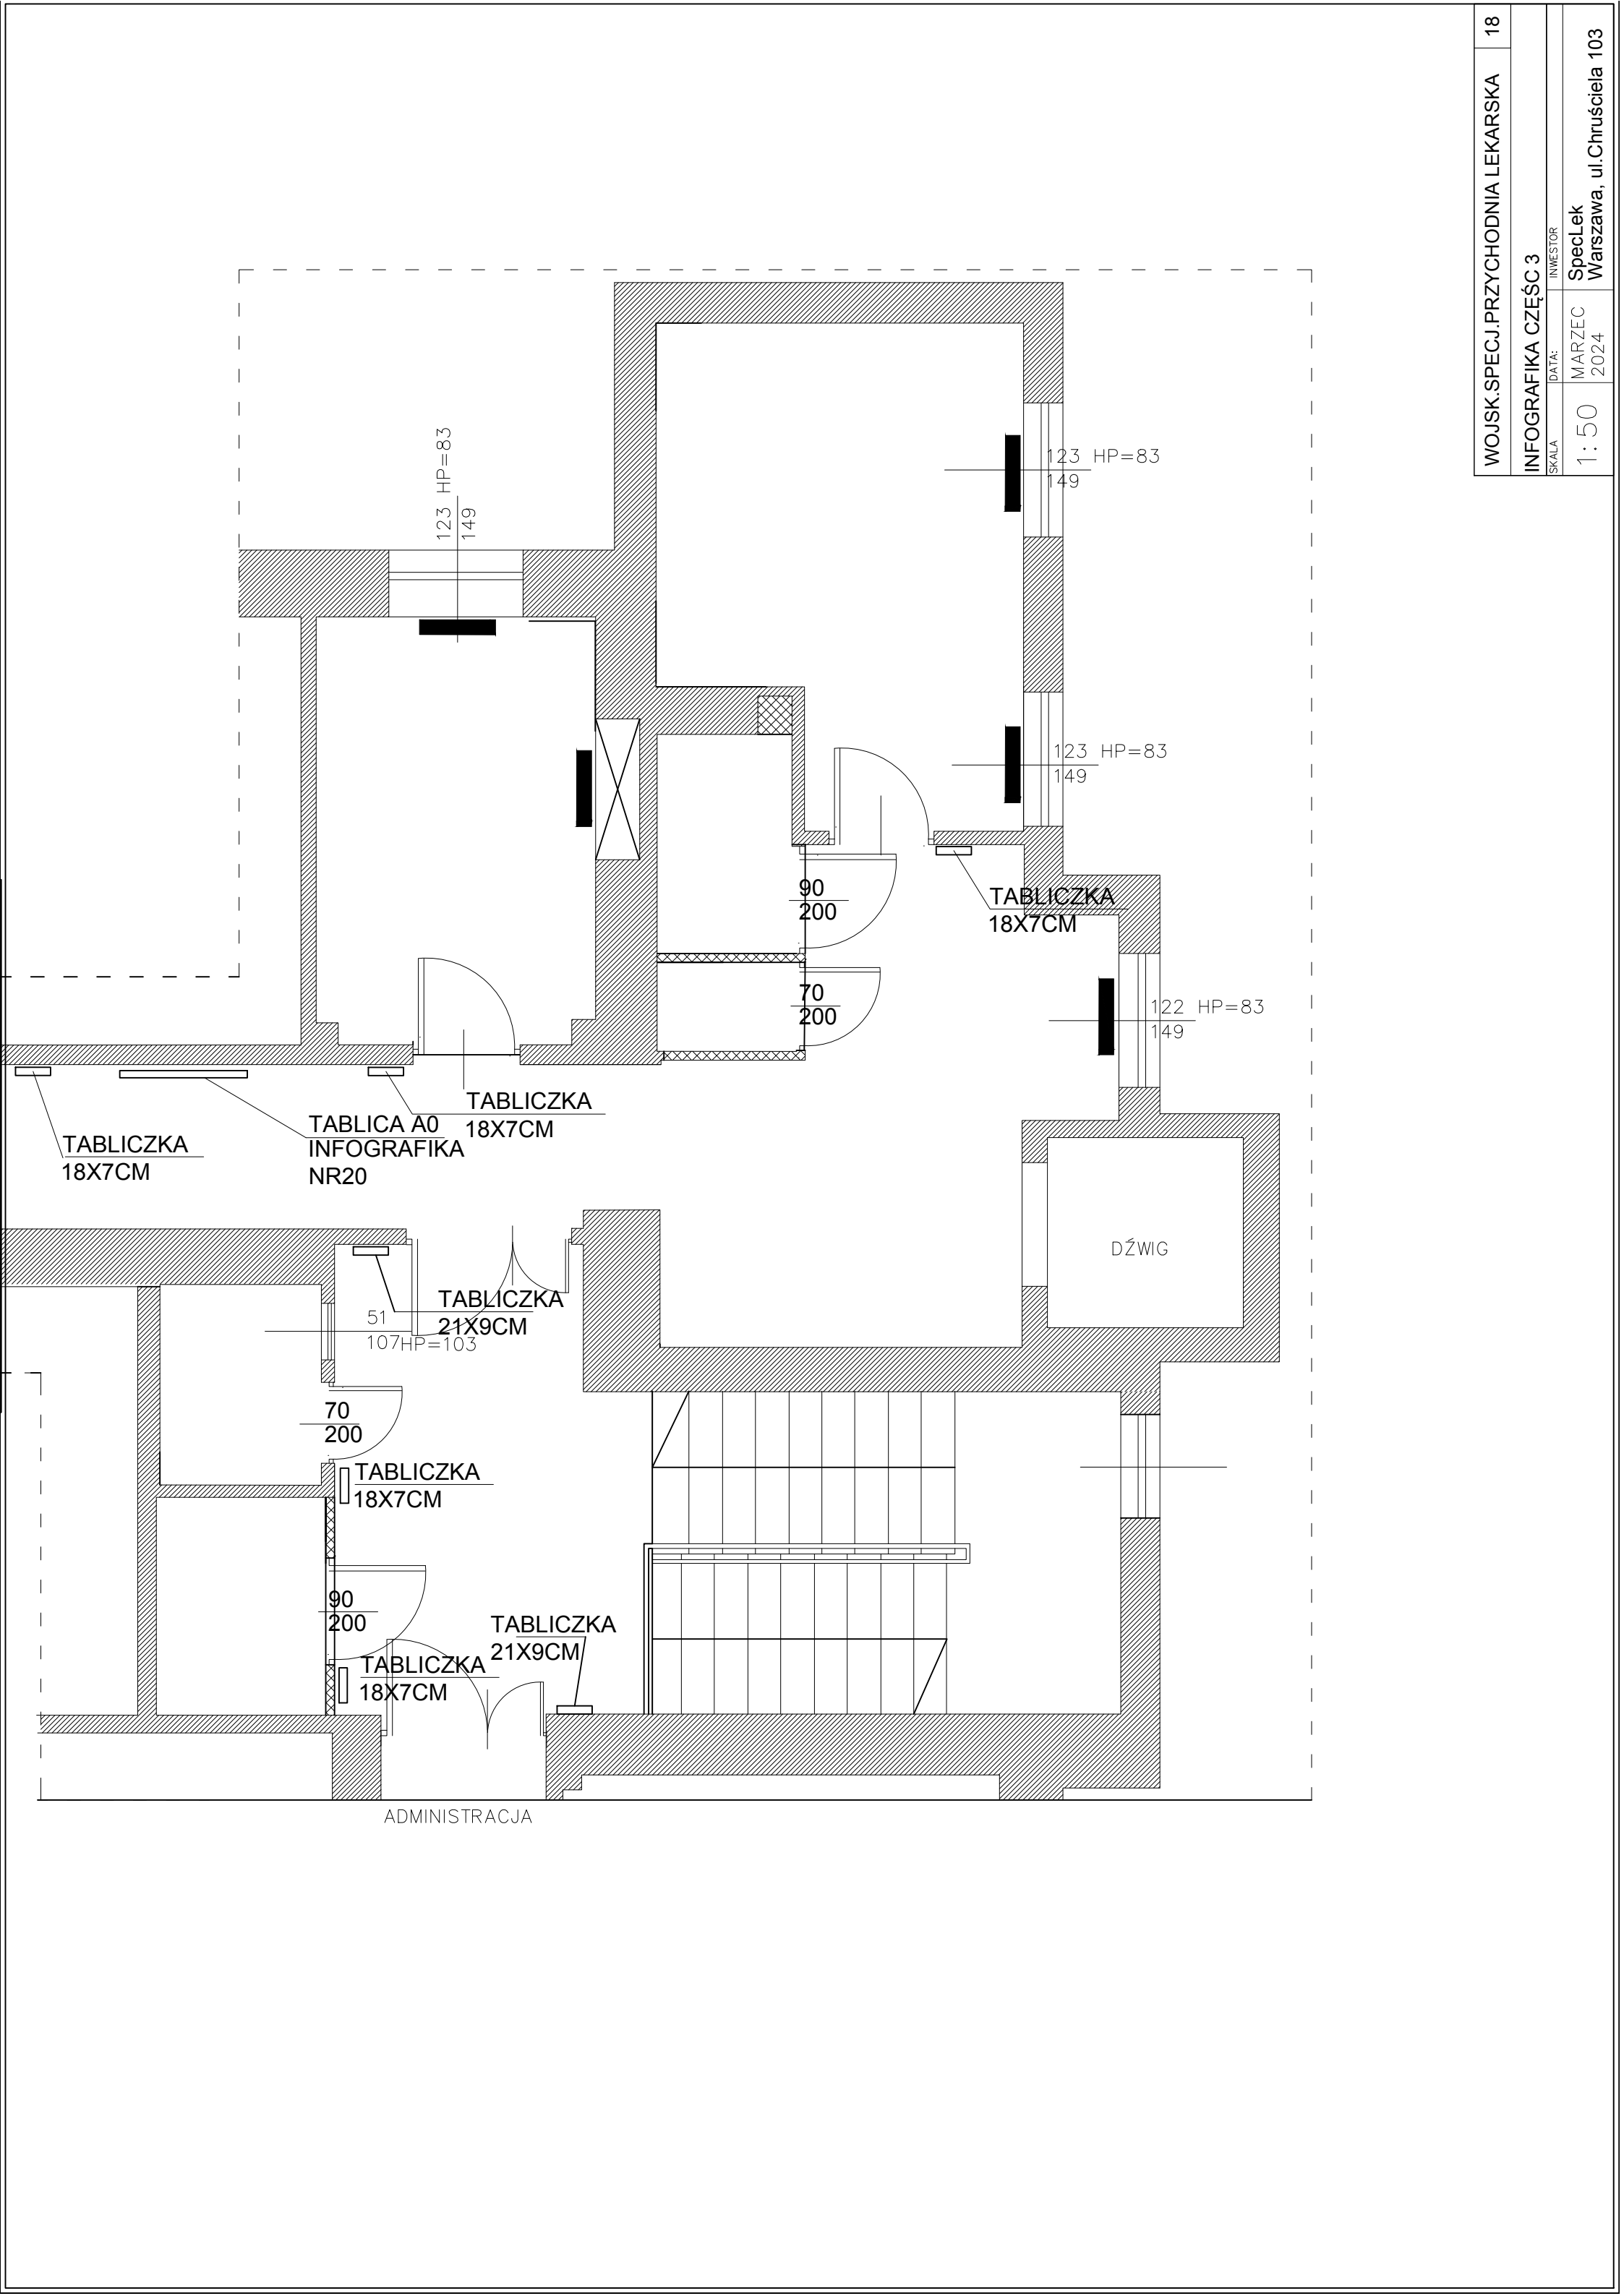 WOJSK.SPECJ.PRZYCHODNIA LEKARSKA
18
INFOGRAFIKA CZĘŚC 3
SKALA
1:50
DATA:
MARZEC
2024
INWESTOR
SpecLek
Warszawa, ul.Chruściela 103
123 HP=83
149
123 HP=83
149
123 HP=83
149
90
200
TABLICZKA
18X7CM
70
200
122 HP=83
149
TABLICZKA
18X7CM
TABLICA A0
INFOGRAFIKA
NR20
TABLICZKA
18X7CM
DŹWIG
TABLICZKA
21X9CM
51
107HP=103
70
200
TABLICZKA
18X7CM
90
200
TABLICZKA
21X9CM
TABLICZKA
18X7CM
ADMINISTRACJA